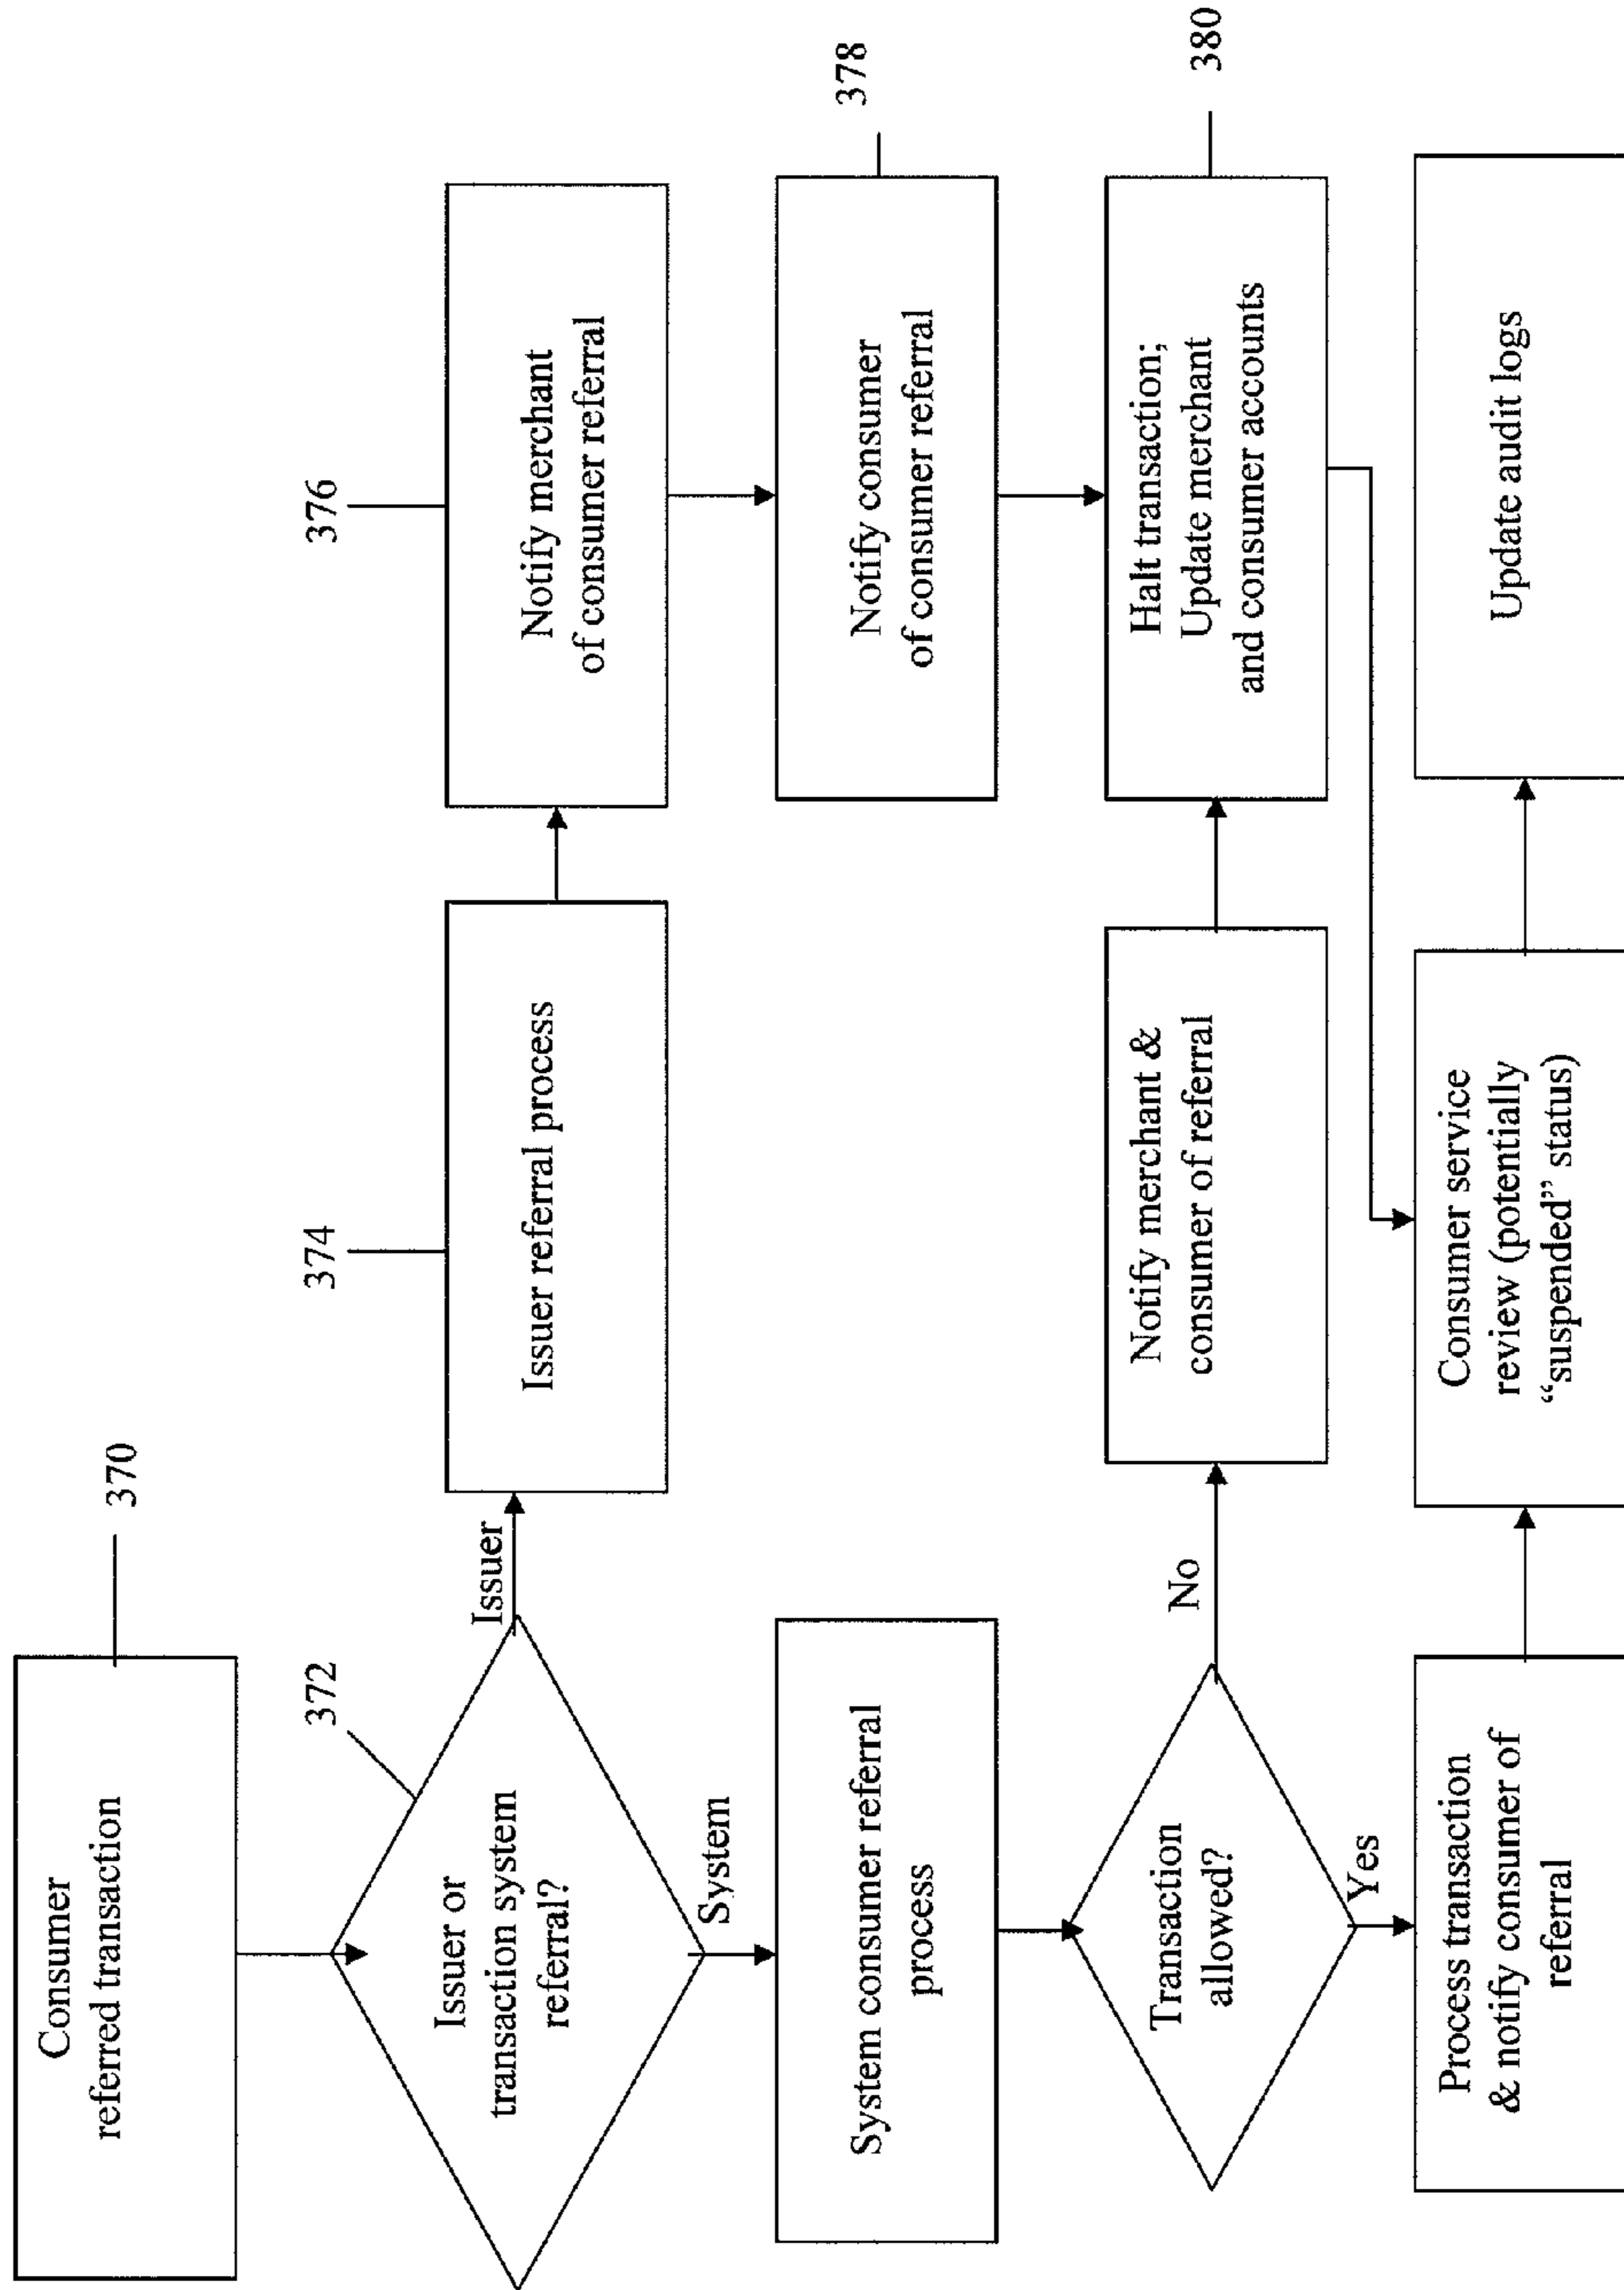 Consumer
referred transaction
370
372
Issuer or
transaction system
referral?
Issuer
System
374
Issuer referral process
376
Notify merchant
of consumer referral
System consumer referral
process
Notify consumer
of consumer referral
378
Transaction
allowed?
No
Yes
Notify merchant &
consumer of referral
Halt transaction;
Update merchant
and consumer accounts
380
Process transaction
& notify consumer of
referral
Consumer service
review (potentially
“suspended” status)
Update audit logs